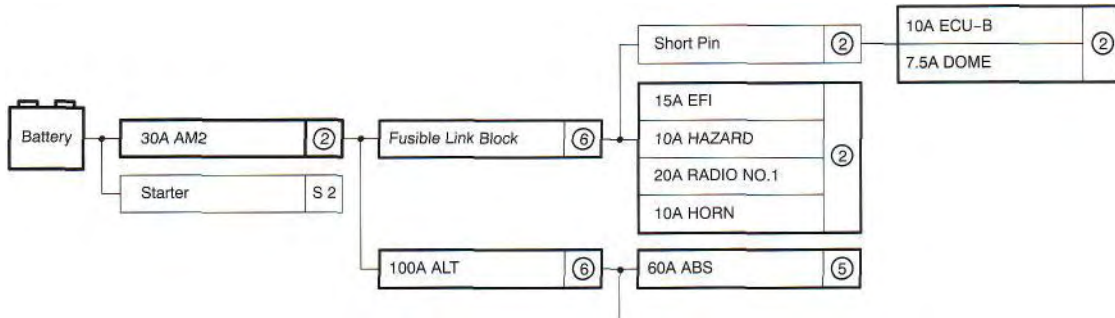 Short Pin ②
10A ECU–B
7.5A DOME
②
Battery
30A AM2 ②
Starter S 2
Fusible Link Block ⑥
15A EFI
10A HAZARD
20A RADIO NO.1
10A HORN
②
100A ALT ⑥
60A ABS ⑤